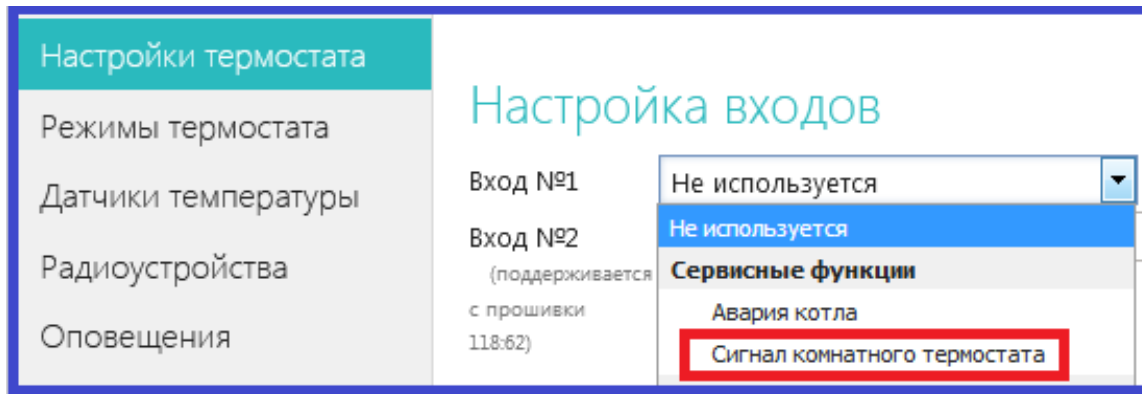 Настройки термостата
Режимы термостата
Датчики температуры
Радиоустройства
Оповещения
Настройка входов
Вход №1
Не используется
Не используется
Сервисные функции
Авария котла
Сигнал комнатного термостата
Вход №2
(поддерживается
с прошивки
118:62)